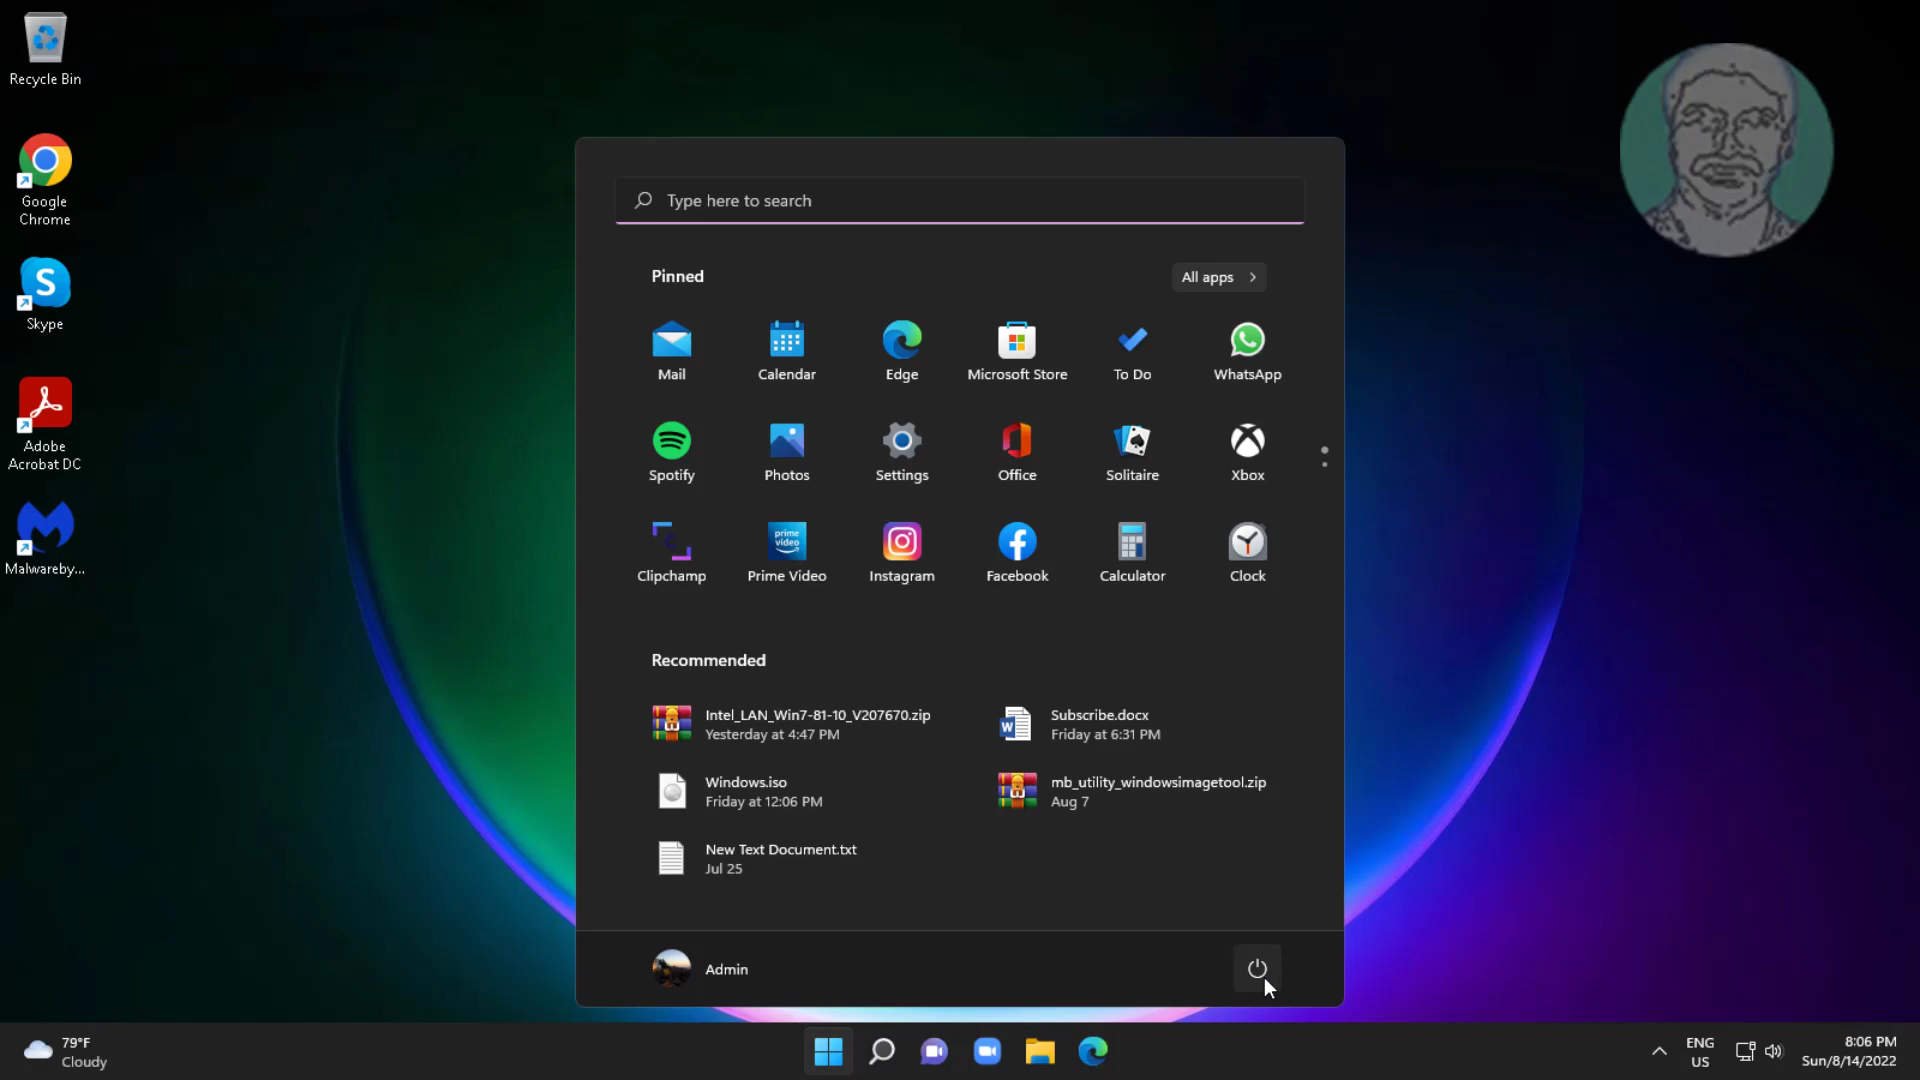 Recycle Bin
Google
Chrome
S
Skype
Adobe
Acrobat DC
Malwareby...
Type here to search
Pinned
All apps
Mail
Calendar
Edge
Microsoft Store
To Do
WhatsApp
Spotify
Photos
Settings
Office
Solitaire
Xbox
prime
video
Clipchamp
Prime Video
Instagram
Facebook
Calculator
Clock
Recommended
Intel_LAN_Win7-81-10_V207670.zip
Yesterday at 4:47 PM
W
Subscribe.docx
Friday at 6:31 PM
Windows.iso
Friday at 12:06 PM
mb_utility_windowsimagetool.zip
Aug 7
New Text Document.txt
Jul 25
Admin
79°F
Cloudy
ENG
US
8:06 PM
Sun/8/14/2022